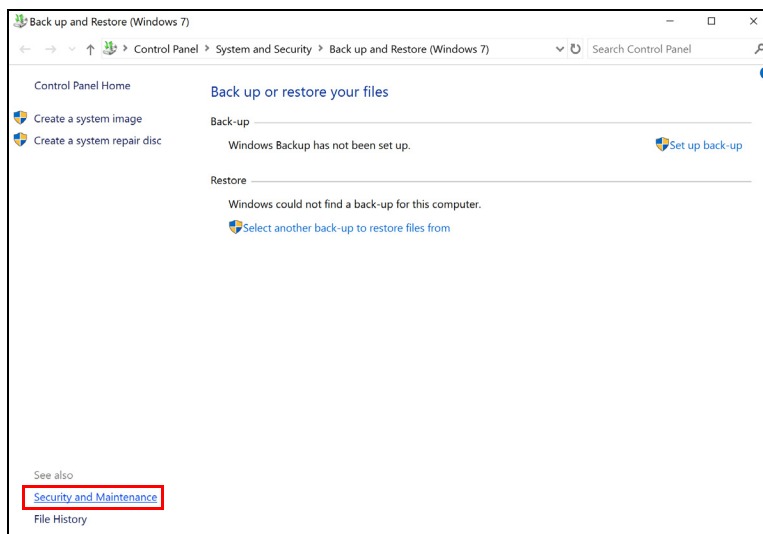 Back up and Restore (Windows 7)
Control Panel > System and Security > Back up and Restore (Windows 7)
Search Control Panel
Control Panel Home
Create a system image
Create a system repair disc
Back up or restore your files
Back-up
Windows Backup has not been set up.
Set up back-up
Restore
Windows could not find a back-up for this computer.
Select another back-up to restore files from
See also
Security and Maintenance
File History